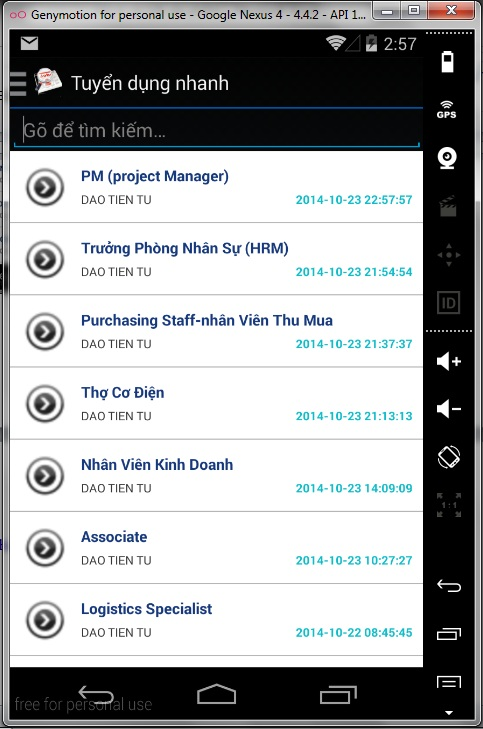 Genymotion for personal use - Google Nexus 4 - 4.4.2 - API 1...
2:57
Tuyển dụng nhanh
Gõ để tìm kiếm...
PM (project Manager)
DAO TIEN TU 2014-10-23 22:57:57
Trưởng Phòng Nhân Sự (HRM)
DAO TIEN TU 2014-10-23 21:54:54
Purchasing Staff-nhân Viên Thu Mua
DAO TIEN TU 2014-10-23 21:37:37
Thợ Cơ Điện
DAO TIEN TU 2014-10-23 21:13:13
Nhân Viên Kinh Doanh
DAO TIEN TU 2014-10-23 14:09:09
Associate
DAO TIEN TU 2014-10-23 10:27:27
Logistics Specialist
DAO TIEN TU 2014-10-22 08:45:45
free for personal use
GPS
ID
1:1